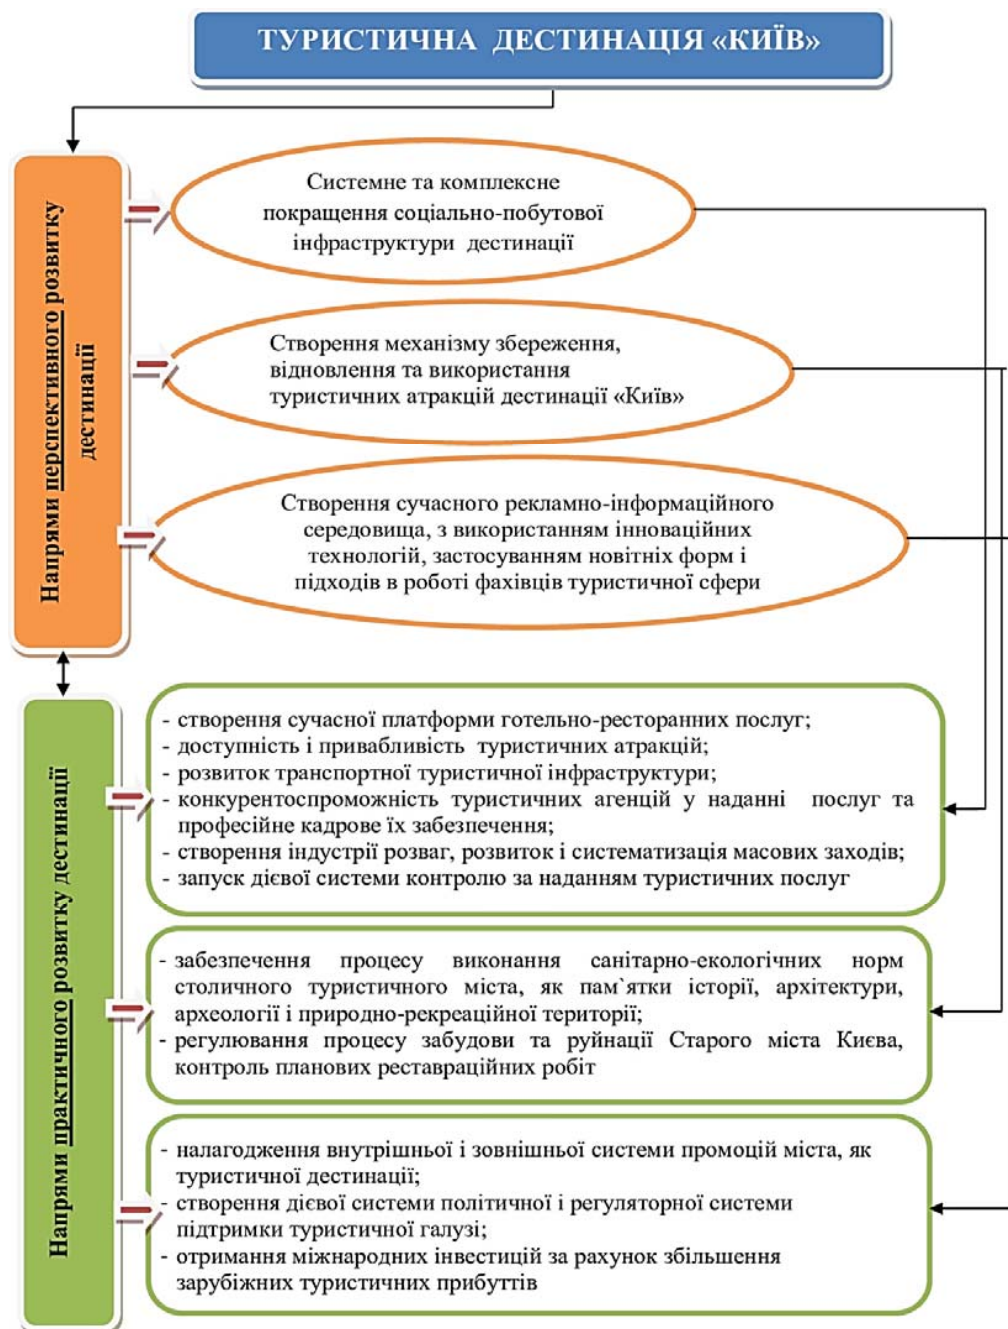 ТУРИСТИЧНА ДЕСТИНАЦІЯ «КИЇВ»
Напрями перспективного розвитку
дестинації
Системне та комплексне
покращення соціально-побутової
інфраструктури дестинації
Створення механізму збереження,
відновлення та використання
туристичних атракцій дестинації «Київ»
Створення сучасного рекламно-інформаційного
середовища, з використанням інноваційних
технологій, застосуванням новітніх форм і
підходів в роботі фахівців туристичної сфери
Напрями практичного розвитку дестинації
- створення сучасної платформи готельно-ресторанних послуг;
- доступність і привабливість туристичних атракцій;
- розвиток транспортної туристичної інфраструктури;
- конкурентоспроможність туристичних агенцій у наданні послуг та
професійне кадрове їх забезпечення;
- створення індустрії розваг, розвиток і систематизація масових заходів;
- запуск дієвої системи контролю за наданням туристичних послуг
- забезпечення процесу виконання санітарно-екологічних норм
столичного туристичного міста, як пам`ятки історії, архітектури,
археології і природно-рекреаційної території;
- регулювання процесу забудови та руйнації Старого міста Києва,
контроль планових реставраційних робіт
- налагодження внутрішньої і зовнішньої системи промоцій міста, як
туристичної дестинації;
- створення дієвої системи політичної і регуляторної системи
підтримки туристичної галузі;
- отримання міжнародних інвестицій за рахунок збільшення
зарубіжних туристичних прибуттів